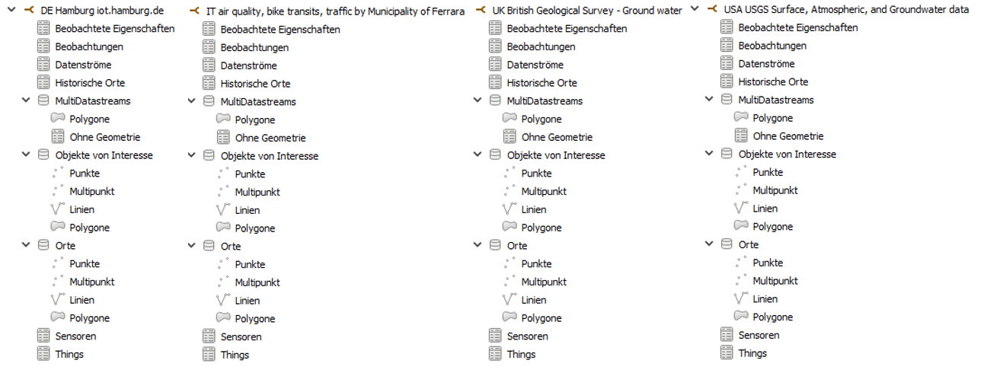 DE Hamburg iot.hamburg.de
Beobachtete Eigenschaften
Beobachtungen
Datenströme
Historische Orte
MultiDatastreams
Polygone
Ohne Geometrie
Objekte von Interesse
Punkte
Multipunkt
Linien
Polygone
Orte
Punkte
Multipunkt
Linien
Polygone
Sensoren
Things
IT air quality, bike transits, traffic by Municipality of Ferrara
Beobachtete Eigenschaften
Beobachtungen
Datenströme
Historische Orte
MultiDatastreams
Polygone
Ohne Geometrie
Objekte von Interesse
Punkte
Multipunkt
Linien
Polygone
Orte
Punkte
Multipunkt
Linien
Polygone
Sensoren
Things
UK British Geological Survey - Ground water
Beobachtete Eigenschaften
Beobachtungen
Datenströme
Historische Orte
MultiDatastreams
Polygone
Ohne Geometrie
Objekte von Interesse
Punkte
Multipunkt
Linien
Polygone
Orte
Punkte
Multipunkt
Linien
Polygone
Sensoren
Things
USA USGS Surface, Atmospheric, and Groundwater data
Beobachtete Eigenschaften
Beobachtungen
Datenströme
Historische Orte
MultiDatastreams
Polygone
Ohne Geometrie
Objekte von Interesse
Punkte
Multipunkt
Linien
Polygone
Orte
Punkte
Multipunkt
Linien
Polygone
Sensoren
Things